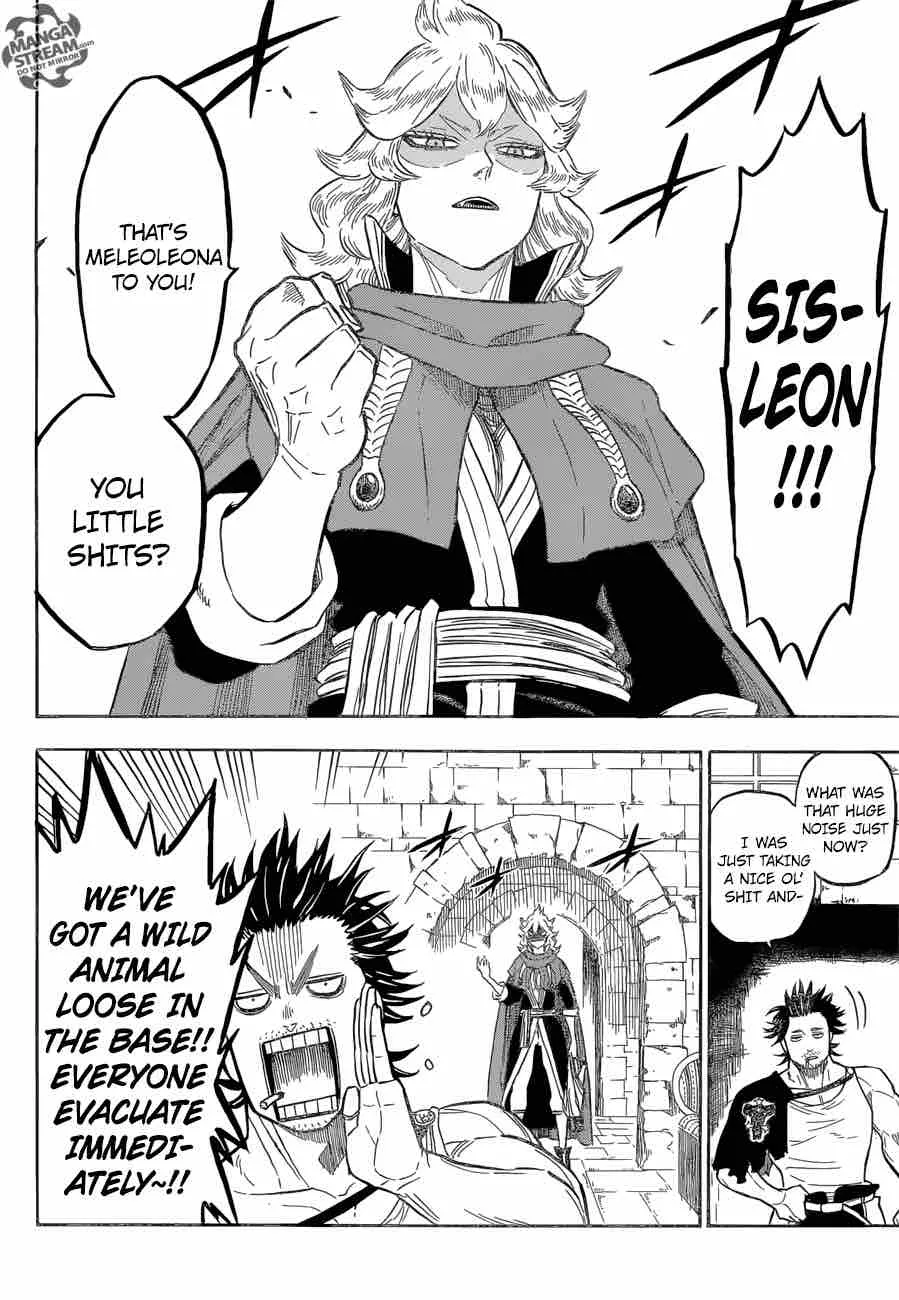 MANGA
STREAM.com
DO NOT MIRROR
SIS-
LEON
!!!
THAT'S
MELEOLEONA
TO YOU!
YOU
LITTLE
SHITS?
WHAT WAS
THAT HUGE
NOISE JUST
NOW?
I WAS
JUST TAKING
A NICE OL'
SHIT AND-
WE'VE
GOT A WILD
ANIMAL
LOOSE IN
THE BASE!!
EVERYONE
EVACUATE
IMMEDI-
ATELY~!!